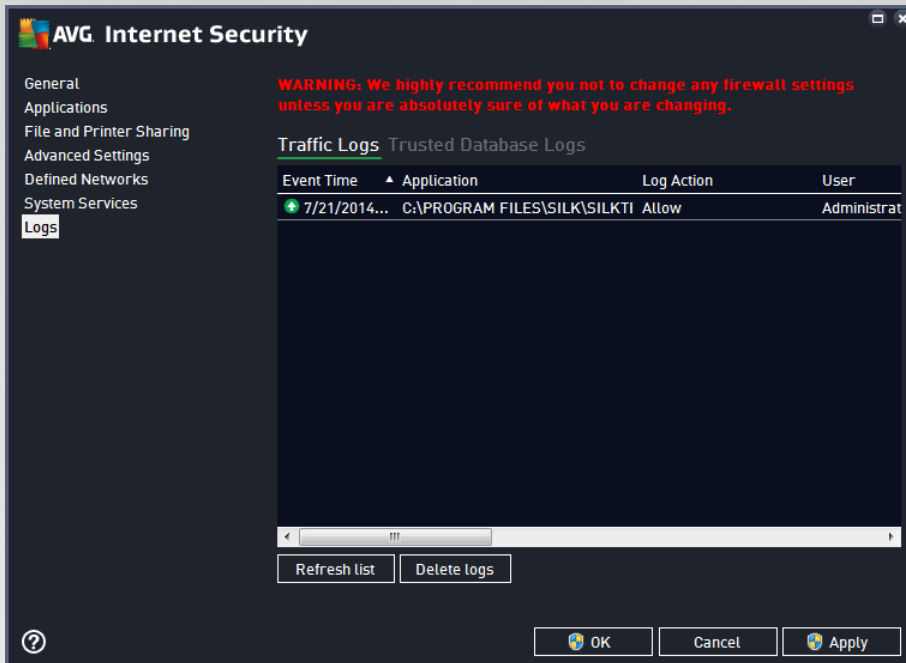 AVG. Internet Security
General
Applications
File and Printer Sharing
Advanced Settings
Defined Networks
System Services
Logs
WARNING: We highly recommend you not to change any firewall settings
unless you are absolutely sure of what you are changing.
Traffic Logs Trusted Database Logs
Event Time Application Log Action User
7/21/2014... C:\PROGRAM FILES\SILK\SILKTI Allow Administrat
Refresh list Delete logs
OK Cancel Apply